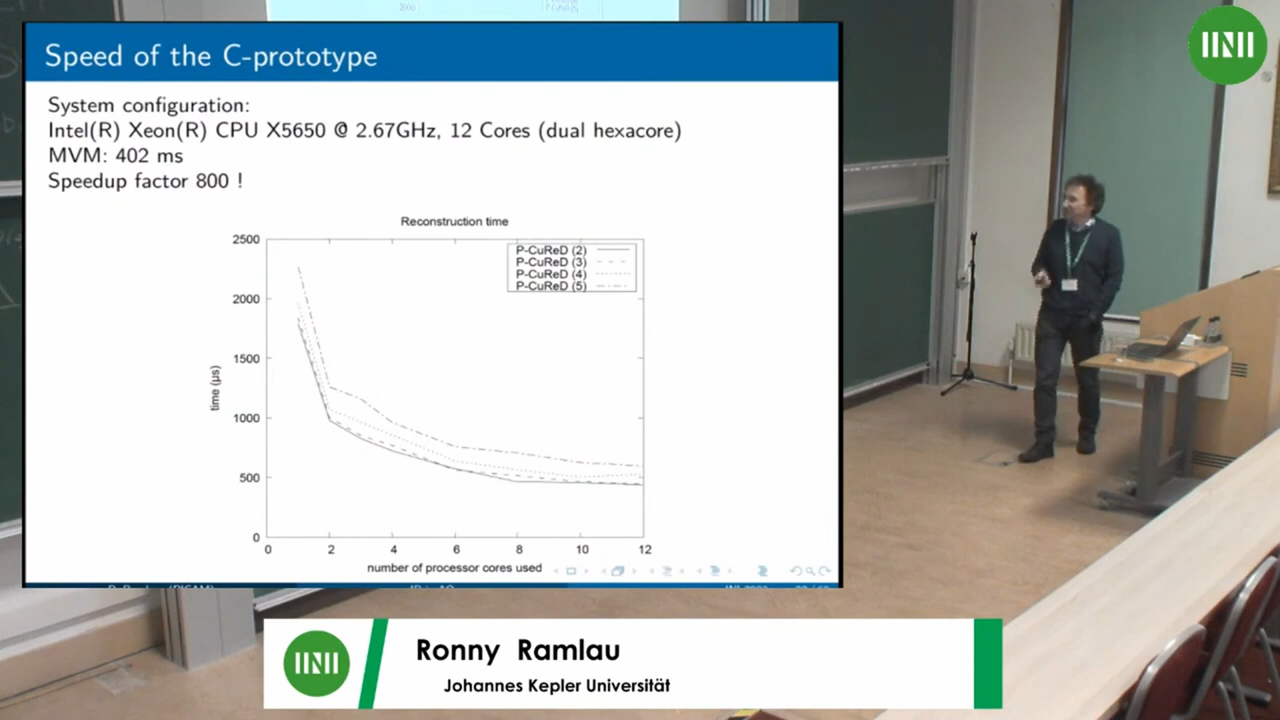 2000
Speed of the C-prototype
System configuration:
Intel(R) Xeon(R) CPU X5650 @ 2.67GHz, 12 Cores (dual hexacore)
MVM: 402 ms
Speedup factor 800 !
Reconstruction time
2500
2000
1500
1000
500
0
time (µs)
P-CuReD (2)
P-CuReD (3)
P-CuReD (4)
P-CuReD (5)
0 2 4 6 8 10 12
number of processor cores used
Ronny Ramlau
Johannes Kepler Universität